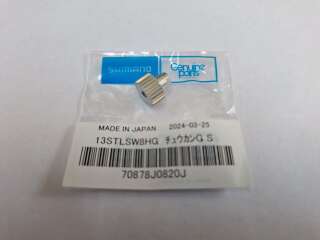 SHIMANO
Genuine
parts
MADE IN JAPAN 2024-03-25
13STLSW8HG チュウカンG S
70878J0820J